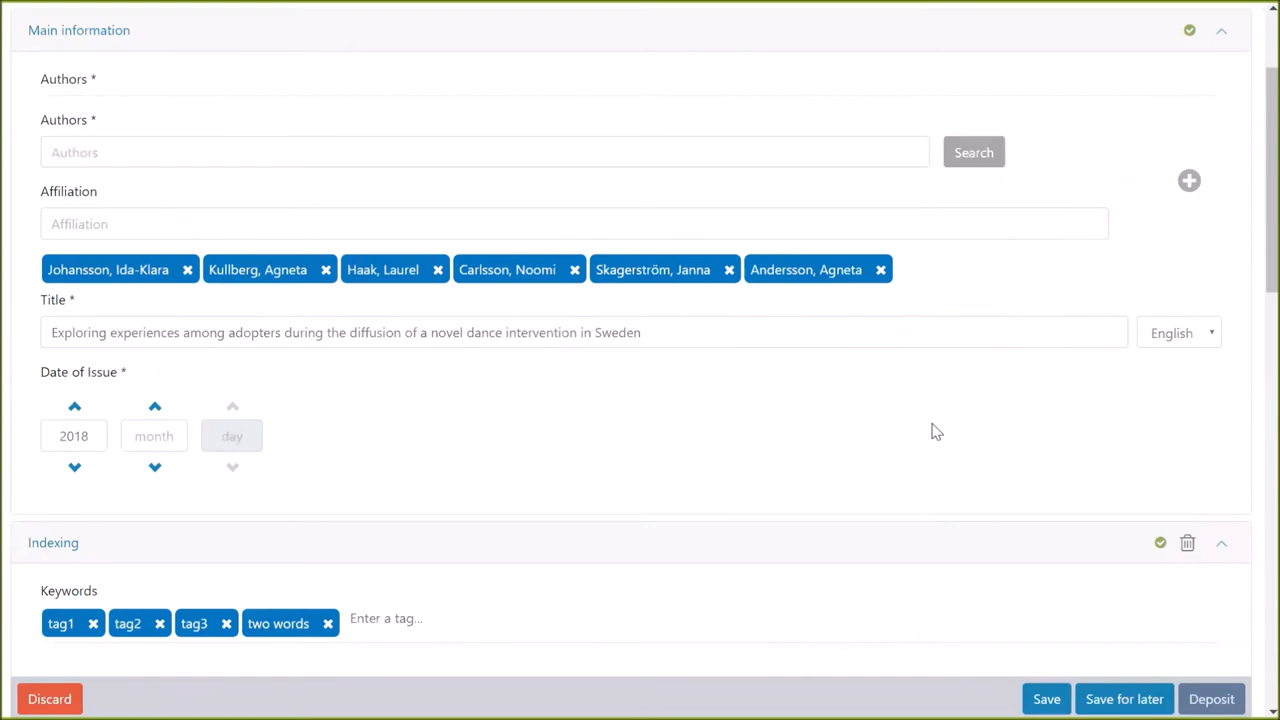 Main information
Authors *
Authors *
Authors
Search
Affiliation
Affiliation
Johansson, Ida-Klara Kullberg, Agneta Haak, Laurel Carlsson, Noomi Skagerström, Janna Andersson, Agneta
Title *
Exploring experiences among adopters during the diffusion of a novel dance intervention in Sweden
English
Date of Issue *
2018 month day
Indexing
Keywords
tag1 tag2 tag3 two words Enter a tag...
Discard Save Save for later Deposit